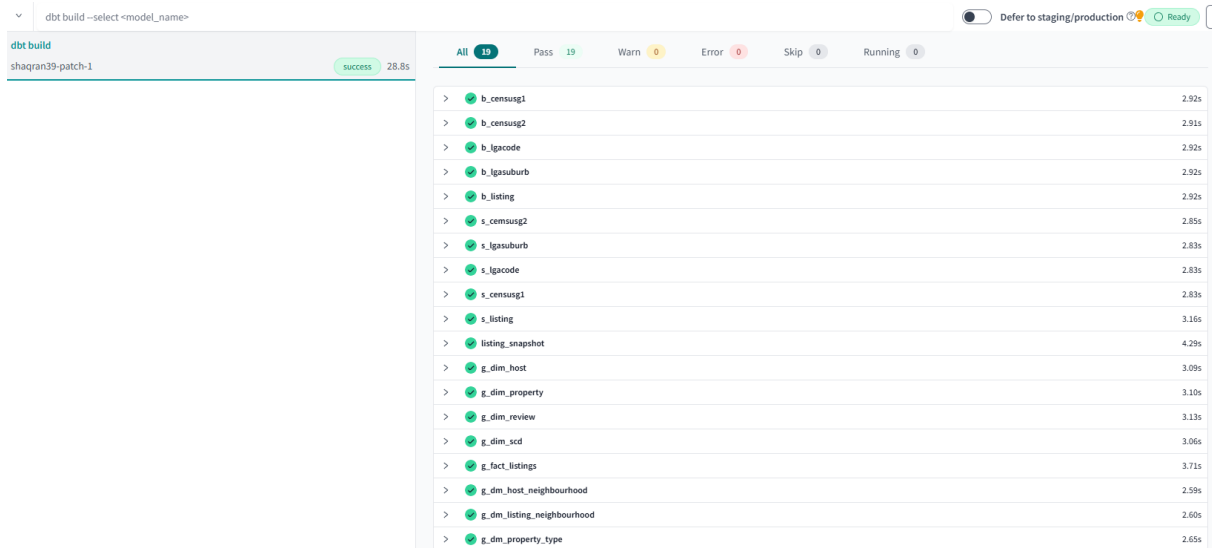 dbt build --select <model_name>
Defer to staging/production
Ready
dbt build
shaqran39-patch-1 success 28.8s
All 19 Pass 19 Warn 0 Error 0 Skip 0 Running 0
b_censusg1 2.92s
b_censusg2 2.91s
b_lgacode 2.92s
b_lgasuburb 2.92s
b_listing 2.92s
s_cemsusg2 2.85s
s_lgasuburb 2.83s
s_lgacode 2.83s
s_censusg1 2.83s
s_listing 3.16s
listing_snapshot 4.29s
g_dim_host 3.09s
g_dim_property 3.10s
g_dim_review 3.13s
g_dim_scd 3.06s
g_fact_listings 3.71s
g_dm_host_neighbourhood 2.59s
g_dm_listing_neighbourhood 2.60s
g_dm_property_type 2.65s